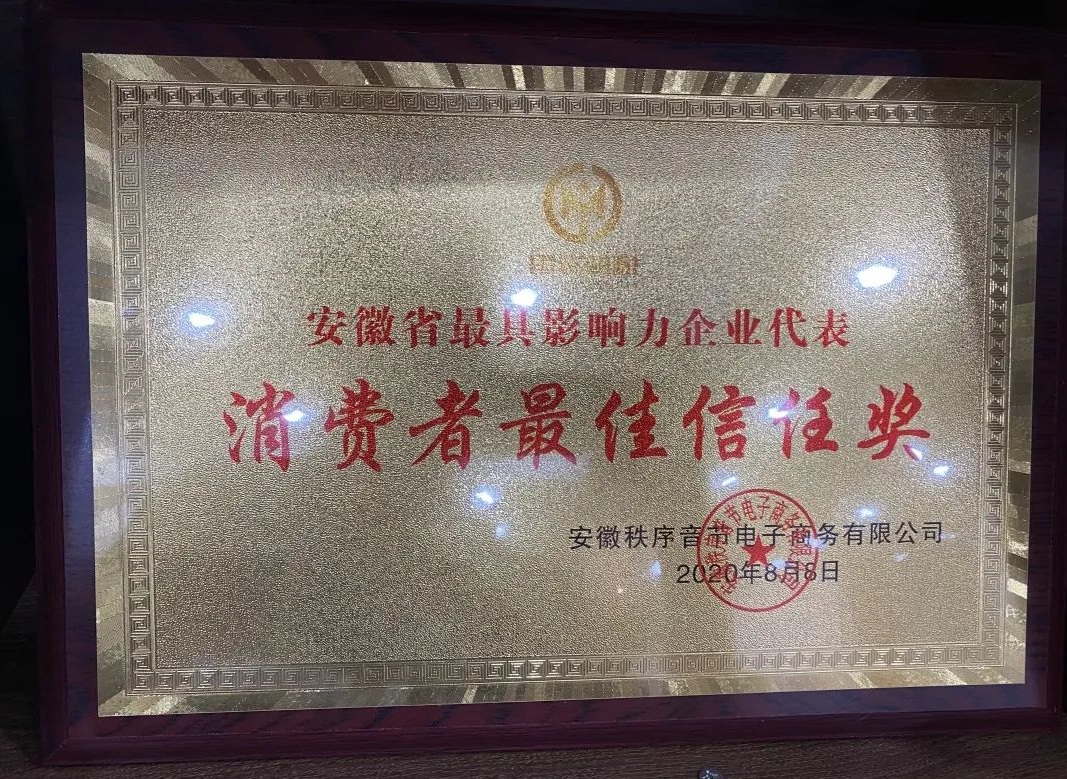 安徽省最具影响力企业代表
消费者最佳信任奖
安徽秩序音节电子商务有限公司
2020年8月8日